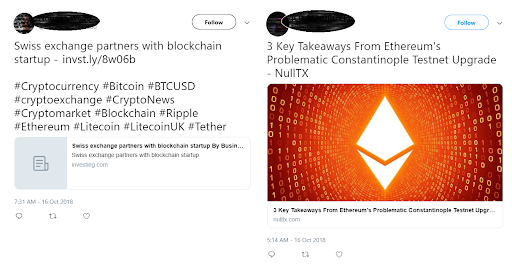 Follow
Swiss exchange partners with blockchain
startup - invst.ly/8w06b
#Cryptocurrency #Bitcoin #BTCUSD
#cryptoexchange #CryptoNews
#Cryptomarket #Blockchain #Ripple
#Ethereum #Litecoin #LitecoinUK #Tether
Swiss exchange partners with blockchain startup By Busin...
Swiss exchange partners with blockchain startup
investing.com
7:31 AM - 16 Oct 2018
Follow
3 Key Takeaways From Ethereum's
Problematic Constantinople Testnet Upgrade
- NullTX
3 Key Takeaways From Ethereum's Problematic Constantinople Testnet Upgr...
nulltx.com
5:14 AM - 16 Oct 2018